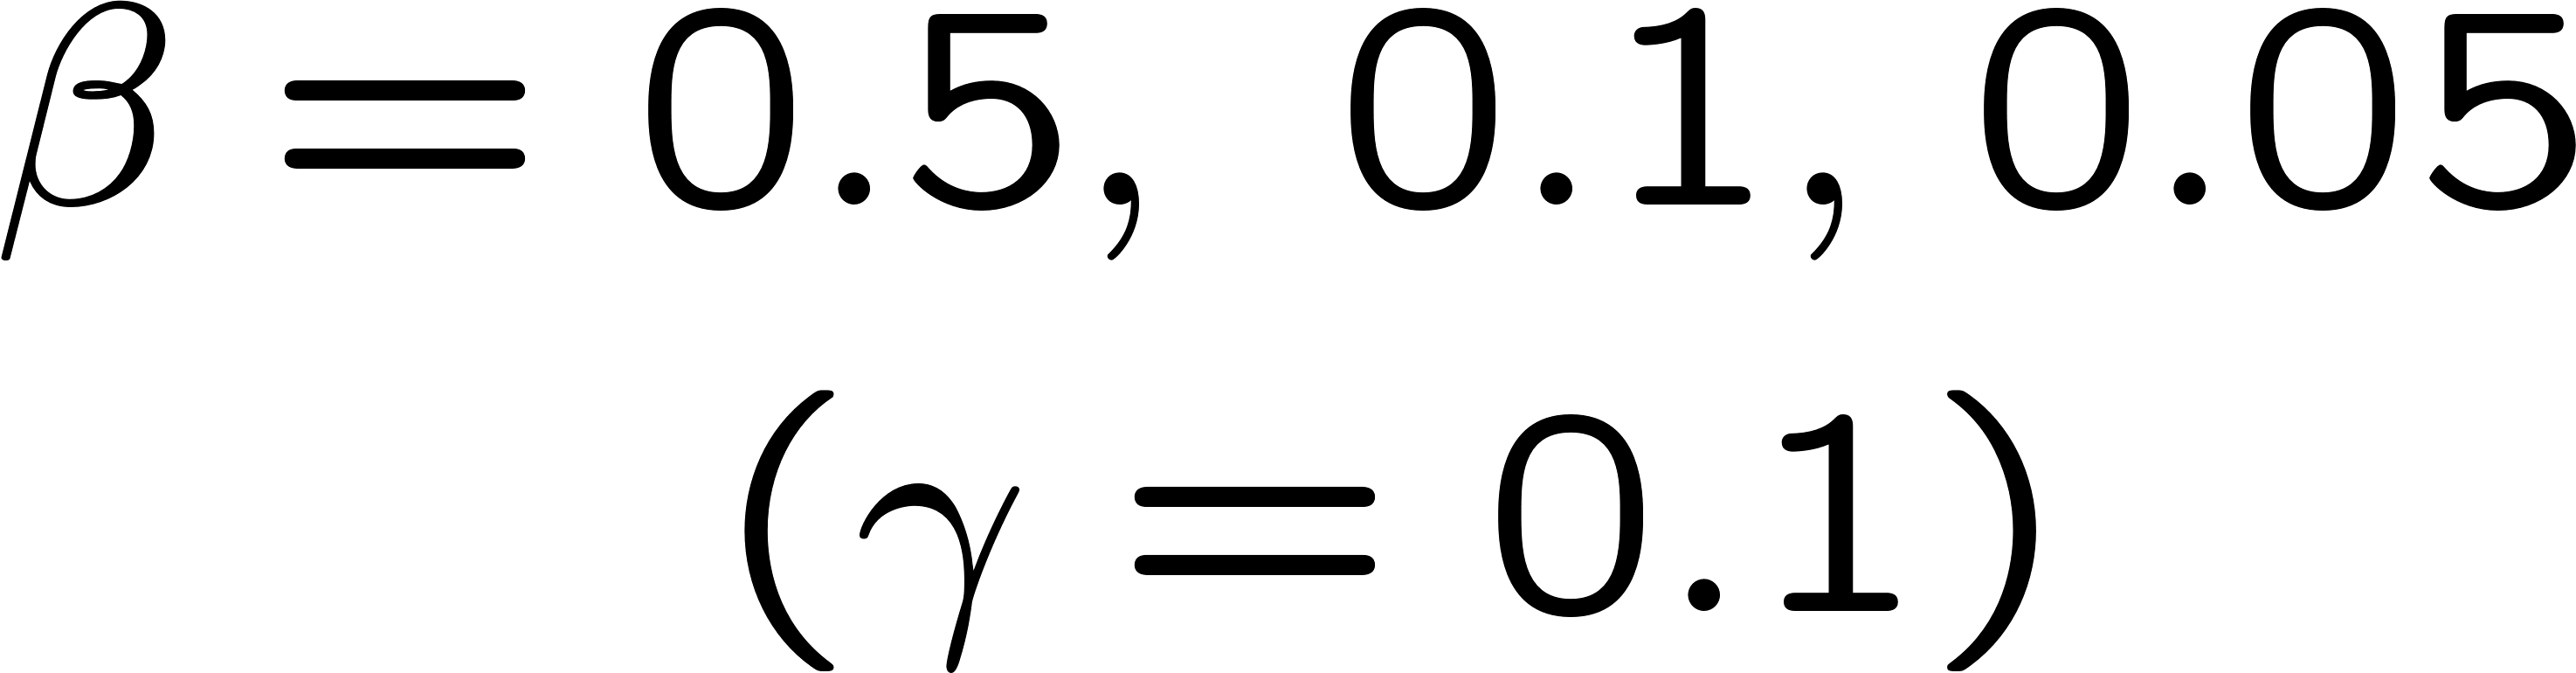 β = 0.5, 0.1, 0.05
(γ = 0.1)